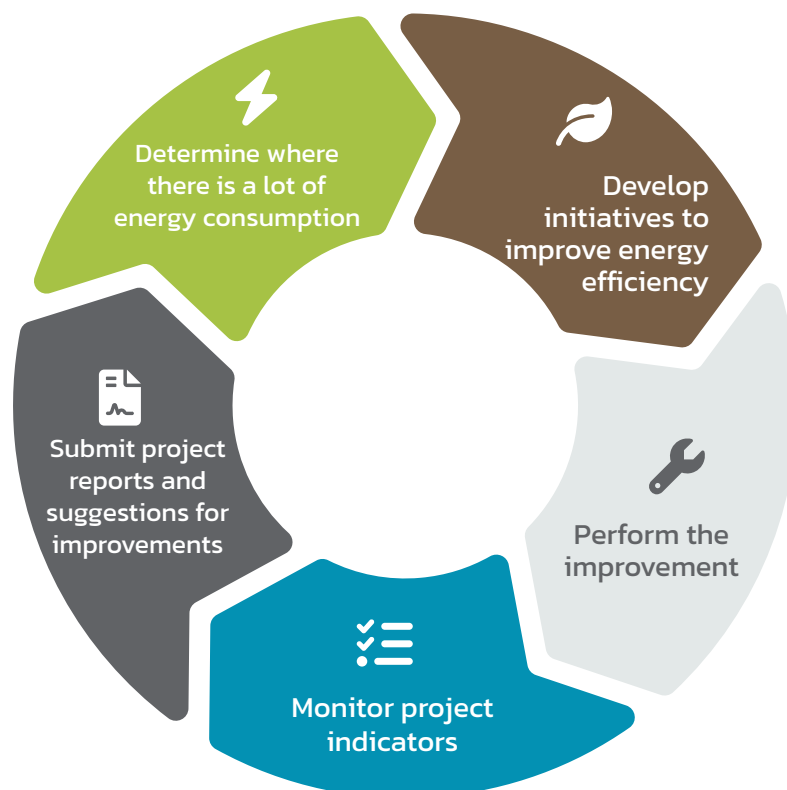 Determine where
there is a lot of
energy consumption
Develop
initiatives to
improve energy
efficiency
Perform the
improvement
Monitor project
indicators
Submit project
reports and
suggestions for
improvements